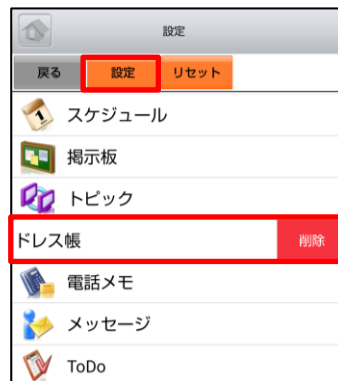 設定
戻る 設定 リセット
スケジュール
掲示板
トピック
ドレス帳 削除
電話メモ
メッセージ
ToDo